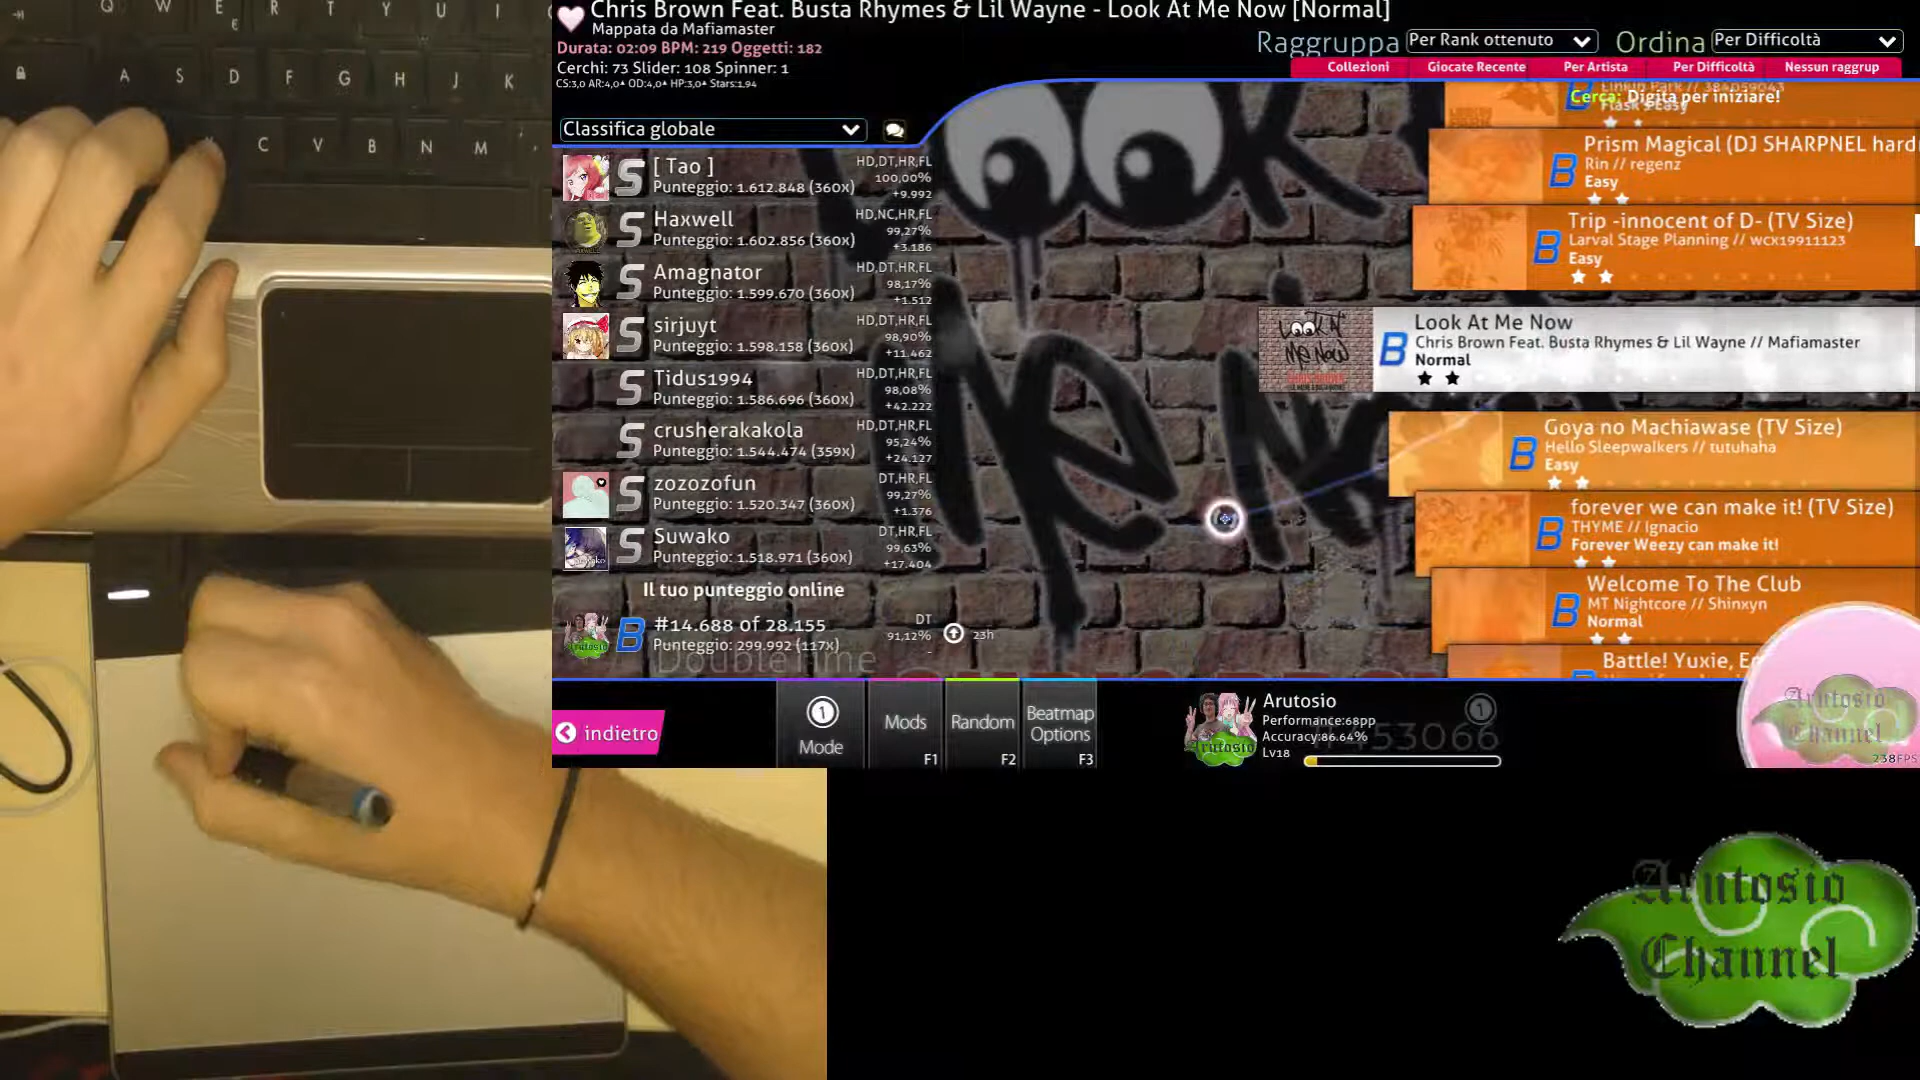 Q W E R T Y U I
€
A S D F G H J K
C V B N M ,
Chris Brown Feat. Busta Rhymes & Lil Wayne - Look At Me Now [Normal]
Mappata da Mafiamaster
Durata: 02:09 BPM: 219 Oggetti: 182
Cerchi: 73 Slider: 108 Spinner: 1
CS:3,0 AR:4,0 OD:4,0 HP:3,0 Stars:1,94
Raggruppa Per Rank ottenuto Ordina Per Difficoltà
Collezioni Giocate Recente Per Artista Per Difficoltà Nessun raggrup
Classifica globale
Cerca: Digita per iniziare!
[ Tao ]
Punteggio: 1.612.848 (360x)
HD,DT,HR,FL
100,00%
+9.992
Haxwell
Punteggio: 1.602.856 (360x)
HD,NC,HR,FL
99,27%
+3.186
Amagnator
Punteggio: 1.599.670 (360x)
HD,DT,HR,FL
98,17%
+1.512
sirjuyt
Punteggio: 1.598.158 (360x)
HD,DT,HR,FL
98,90%
+11.462
Tidus1994
Punteggio: 1.586.696 (360x)
HD,DT,HR,FL
98,08%
+42.222
crusherakakola
Punteggio: 1.544.474 (359x)
HD,DT,HR,FL
95,24%
+24.127
zozozofun
Punteggio: 1.520.347 (360x)
DT,HR,FL
99,27%
+1.376
Suwako
Punteggio: 1.518.971 (360x)
DT,HR,FL
99,63%
+17.404
Il tuo punteggio online
#14.688 of 28.155
Punteggio: 299.992 (117x)
DT
91,12%
-
23h
DoubleTime
Linkin Park // 384059043
Flask's Easy
Prism Magical (DJ SHARPNEL hard
Rin // regenz
Easy
Trip -innocent of D- (TV Size)
Larval Stage Planning // wcx19911123
Easy
Look At Me Now
Chris Brown Feat. Busta Rhymes & Lil Wayne // Mafiamaster
Normal
Goya no Machiawase (TV Size)
Hello Sleepwalkers // tutuhaha
Easy
forever we can make it! (TV Size)
THYME // Ignacio
Forever Weezy can make it!
Welcome To The Club
MT Nightcore // Shinxyn
Normal
Battle! Yuxie,
indietro
Mode
Mods
F1
Random
F2
Beatmap
Options
F3
Arutosio
Performance:68pp
Accuracy:86.64%
Lv18
Arutosio
Channel
238FPS
Arutosio
Channel